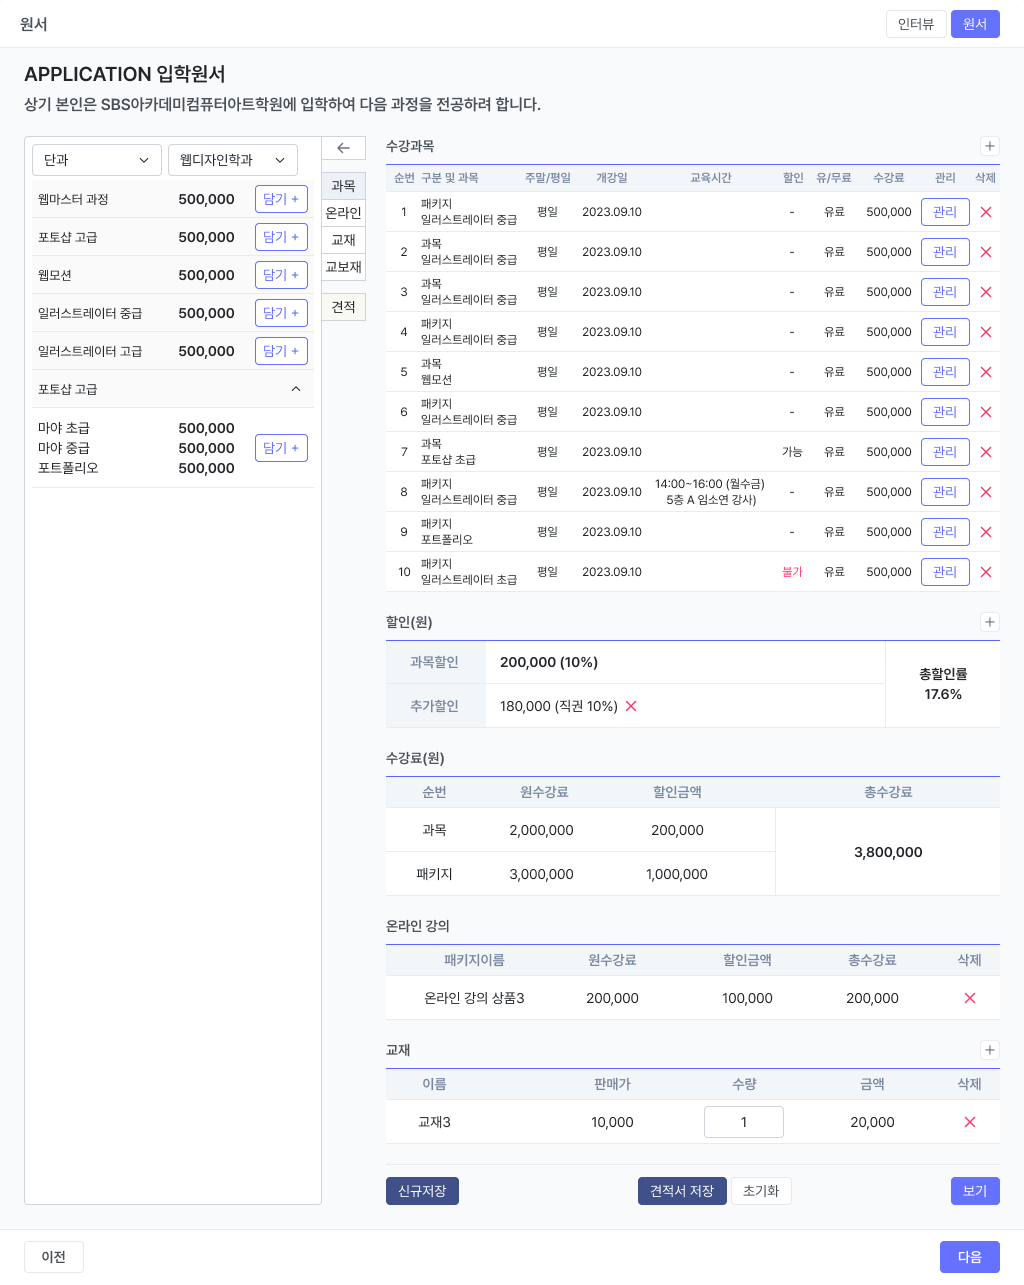 원서
인터뷰 원서
APPLICATION 입학원서
상기 본인은 SBS아카데미컴퓨터아트학원에 입학하여 다음 과정을 전공하려 합니다.
단과 웹디자인학과
웹마스터 과정 500,000 담기 +
포토샵 고급 500,000 담기 +
웹모션 500,000 담기 +
일러스트레이터 중급 500,000 담기 +
일러스트레이터 고급 500,000 담기 +
포토샵 고급
마야 초급 500,000
마야 중급 500,000 담기 +
포트폴리오 500,000
과목
온라인
교재
교보재
견적
수강과목
순번 구분 및 과목 주말/평일 개강일 교육시간 할인 유/무료 수강료 관리 삭제
1 패키지 일러스트레이터 중급 평일 2023.09.10 - 유료 500,000 관리
2 과목 일러스트레이터 중급 평일 2023.09.10 - 유료 500,000 관리
3 과목 일러스트레이터 중급 평일 2023.09.10 - 유료 500,000 관리
4 패키지 일러스트레이터 중급 평일 2023.09.10 - 유료 500,000 관리
5 과목 웹모션 평일 2023.09.10 - 유료 500,000 관리
6 패키지 일러스트레이터 중급 평일 2023.09.10 - 유료 500,000 관리
7 과목 포토샵 초급 평일 2023.09.10 가능 유료 500,000 관리
8 패키지 일러스트레이터 중급 평일 2023.09.10 14:00~16:00 (월수금) 5층 A 임소연 강사) - 유료 500,000 관리
9 패키지 포트폴리오 평일 2023.09.10 - 유료 500,000 관리
10 패키지 일러스트레이터 초급 평일 2023.09.10 불가 유료 500,000 관리
할인(원)
과목할인 200,000 (10%)
추가할인 180,000 (직권 10%)
총할인률
17.6%
수강료(원)
순번 원수강료 할인금액 총수강료
과목 2,000,000 200,000
패키지 3,000,000 1,000,000
3,800,000
온라인 강의
패키지이름 원수강료 할인금액 총수강료 삭제
온라인 강의 상품3 200,000 100,000 200,000
교재
이름 판매가 수량 금액 삭제
교재3 10,000 1 20,000
신규저장 견적서 저장 초기화 보기
이전 다음